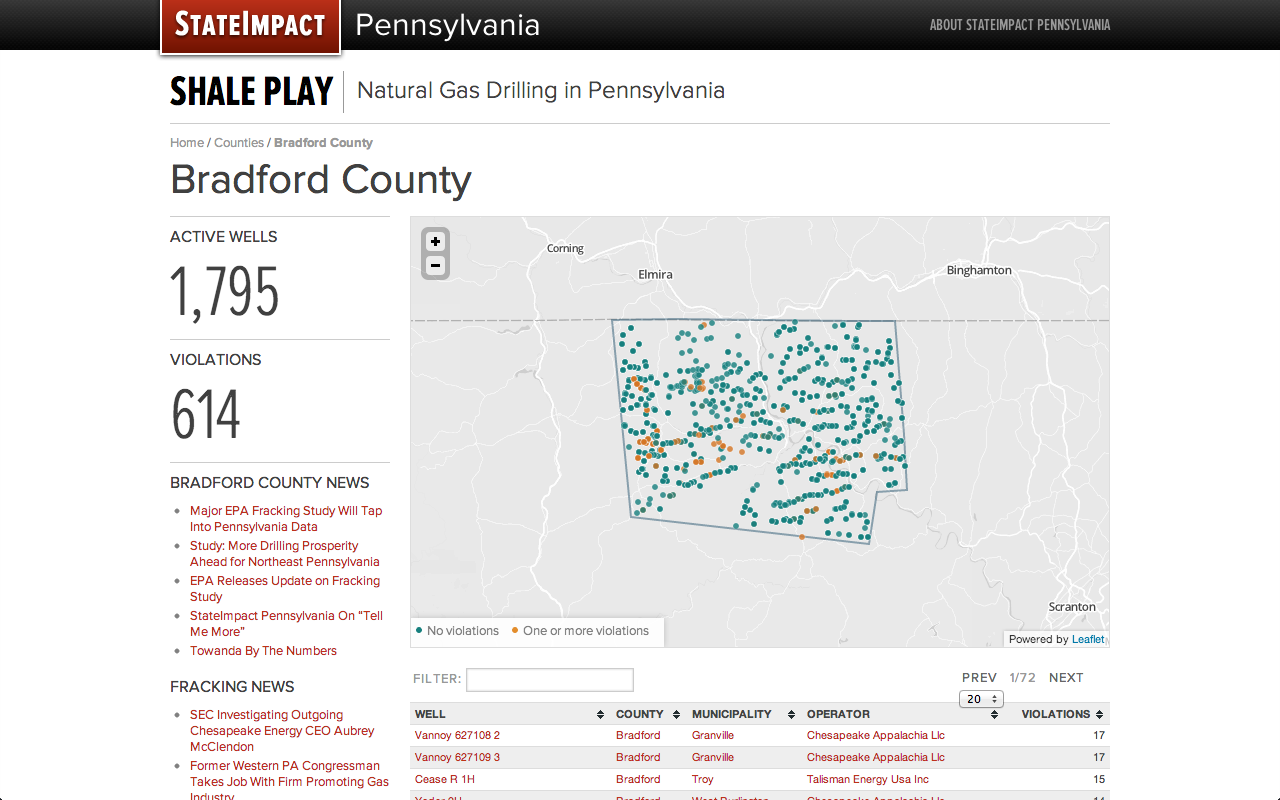 STATEIMPACT Pennsylvania
ABOUT STATEIMPACT PENNSYLVANIA
SHALE PLAY
Natural Gas Drilling in Pennsylvania
Home / Counties / Bradford County
Bradford County
ACTIVE WELLS
1,795
VIOLATIONS
614
BRADFORD COUNTY NEWS
Major EPA Fracking Study Will Tap
Into Pennsylvania Data
Study: More Drilling Prosperity
Ahead for Northeast Pennsylvania
EPA Releases Update on Fracking
Study
StateImpact Pennsylvania On “Tell
Me More”
Towanda By The Numbers
FRACKING NEWS
SEC Investigating Outgoing
Chesapeake Energy CEO Aubrey
McClendon
Former Western PA Congressman
Takes Job With Firm Promoting Gas
Industry
+
−
Corning
Elmira
Binghamton
Scranton
No violations
One or more violations
Powered by Leaflet
FILTER:
PREV 1/72 NEXT
20
WELL COUNTY MUNICIPALITY OPERATOR VIOLATIONS
Vannoy 627108 2 Bradford Granville Chesapeake Appalachia Llc 17
Vannoy 627109 3 Bradford Granville Chesapeake Appalachia Llc 17
Cease R 1H Bradford Troy Talisman Energy Usa Inc 15
Bradford West Burlington Chesapeake Appalachia Llc 14